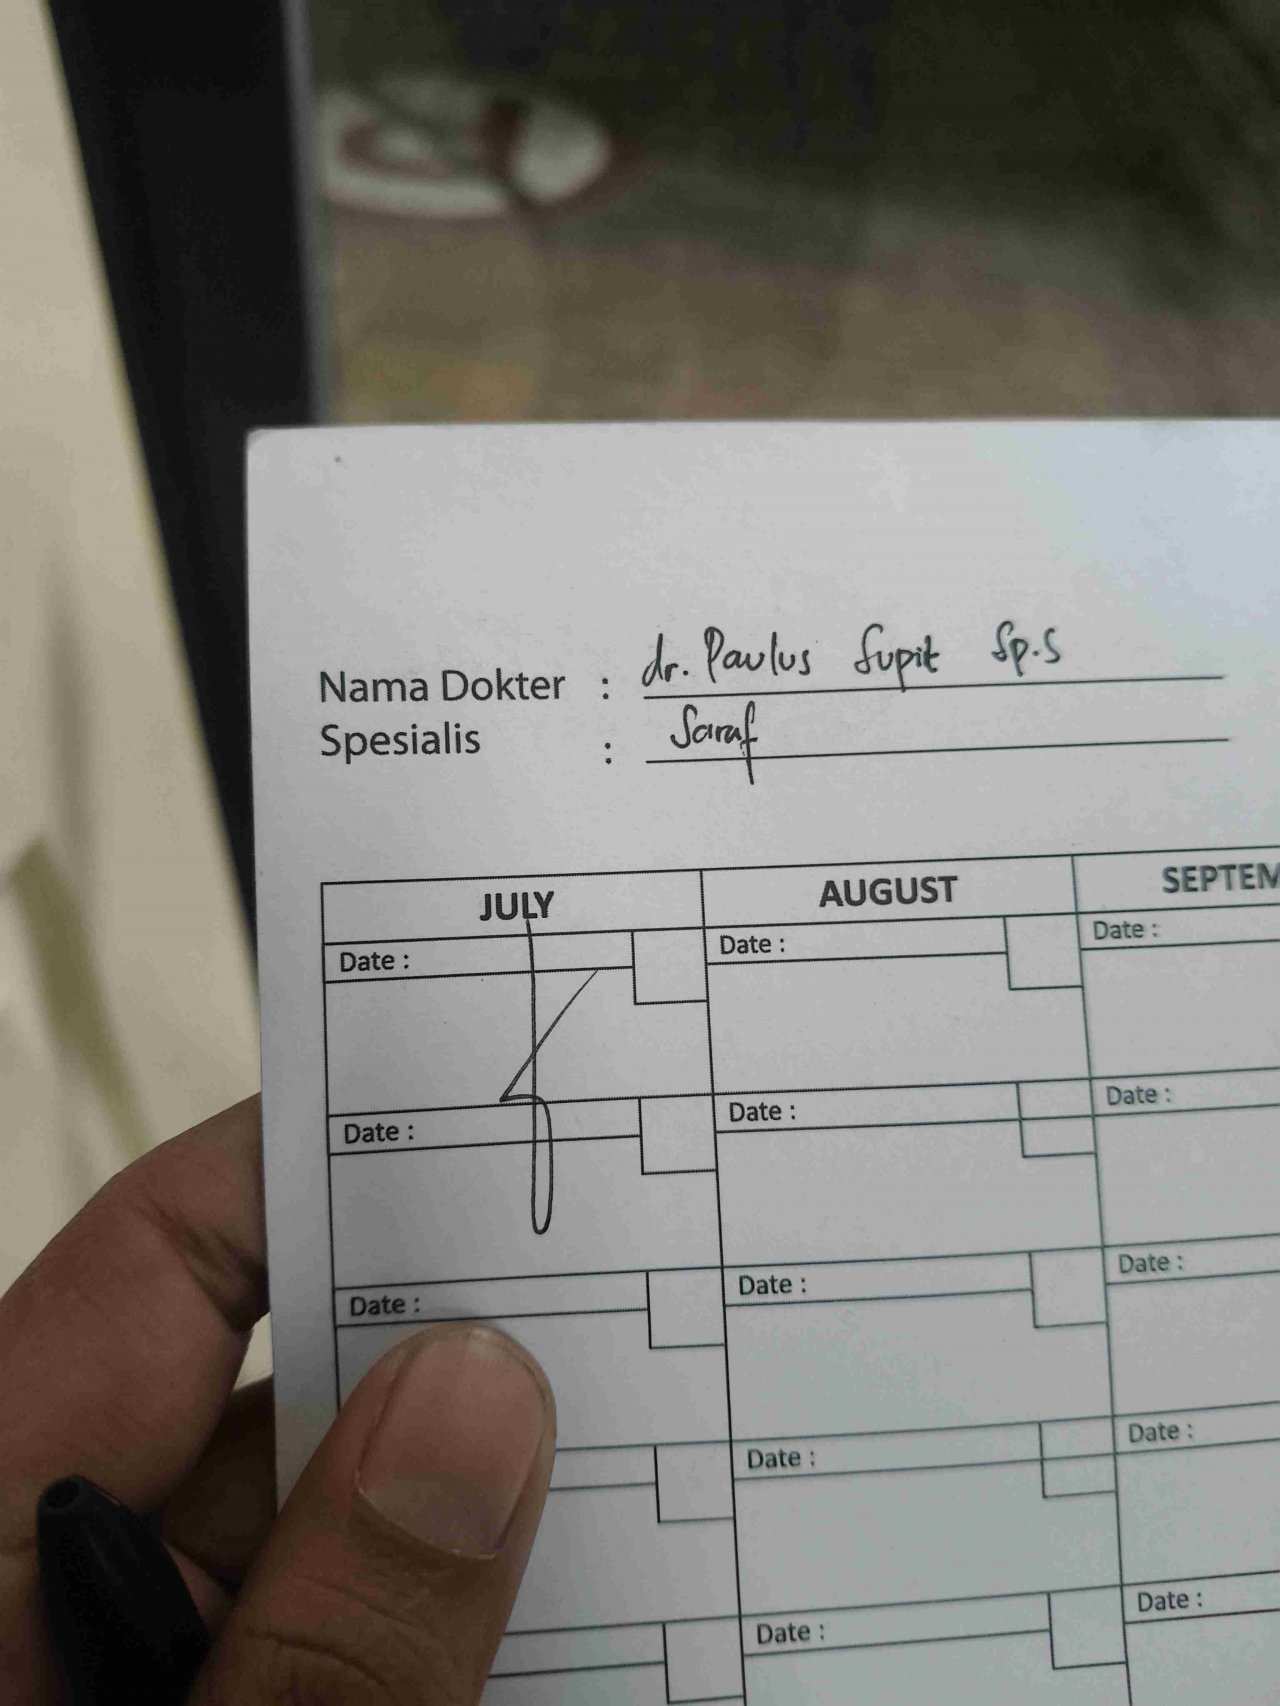 Nama Dokter : dr. Paulus Supit Sp.S
Spesialis : Saraf
JULY AUGUST SEPTEM
Date : Date : Date :
Date : Date : Date :
Date : Date : Date :
Date : Date :
Date : Date :